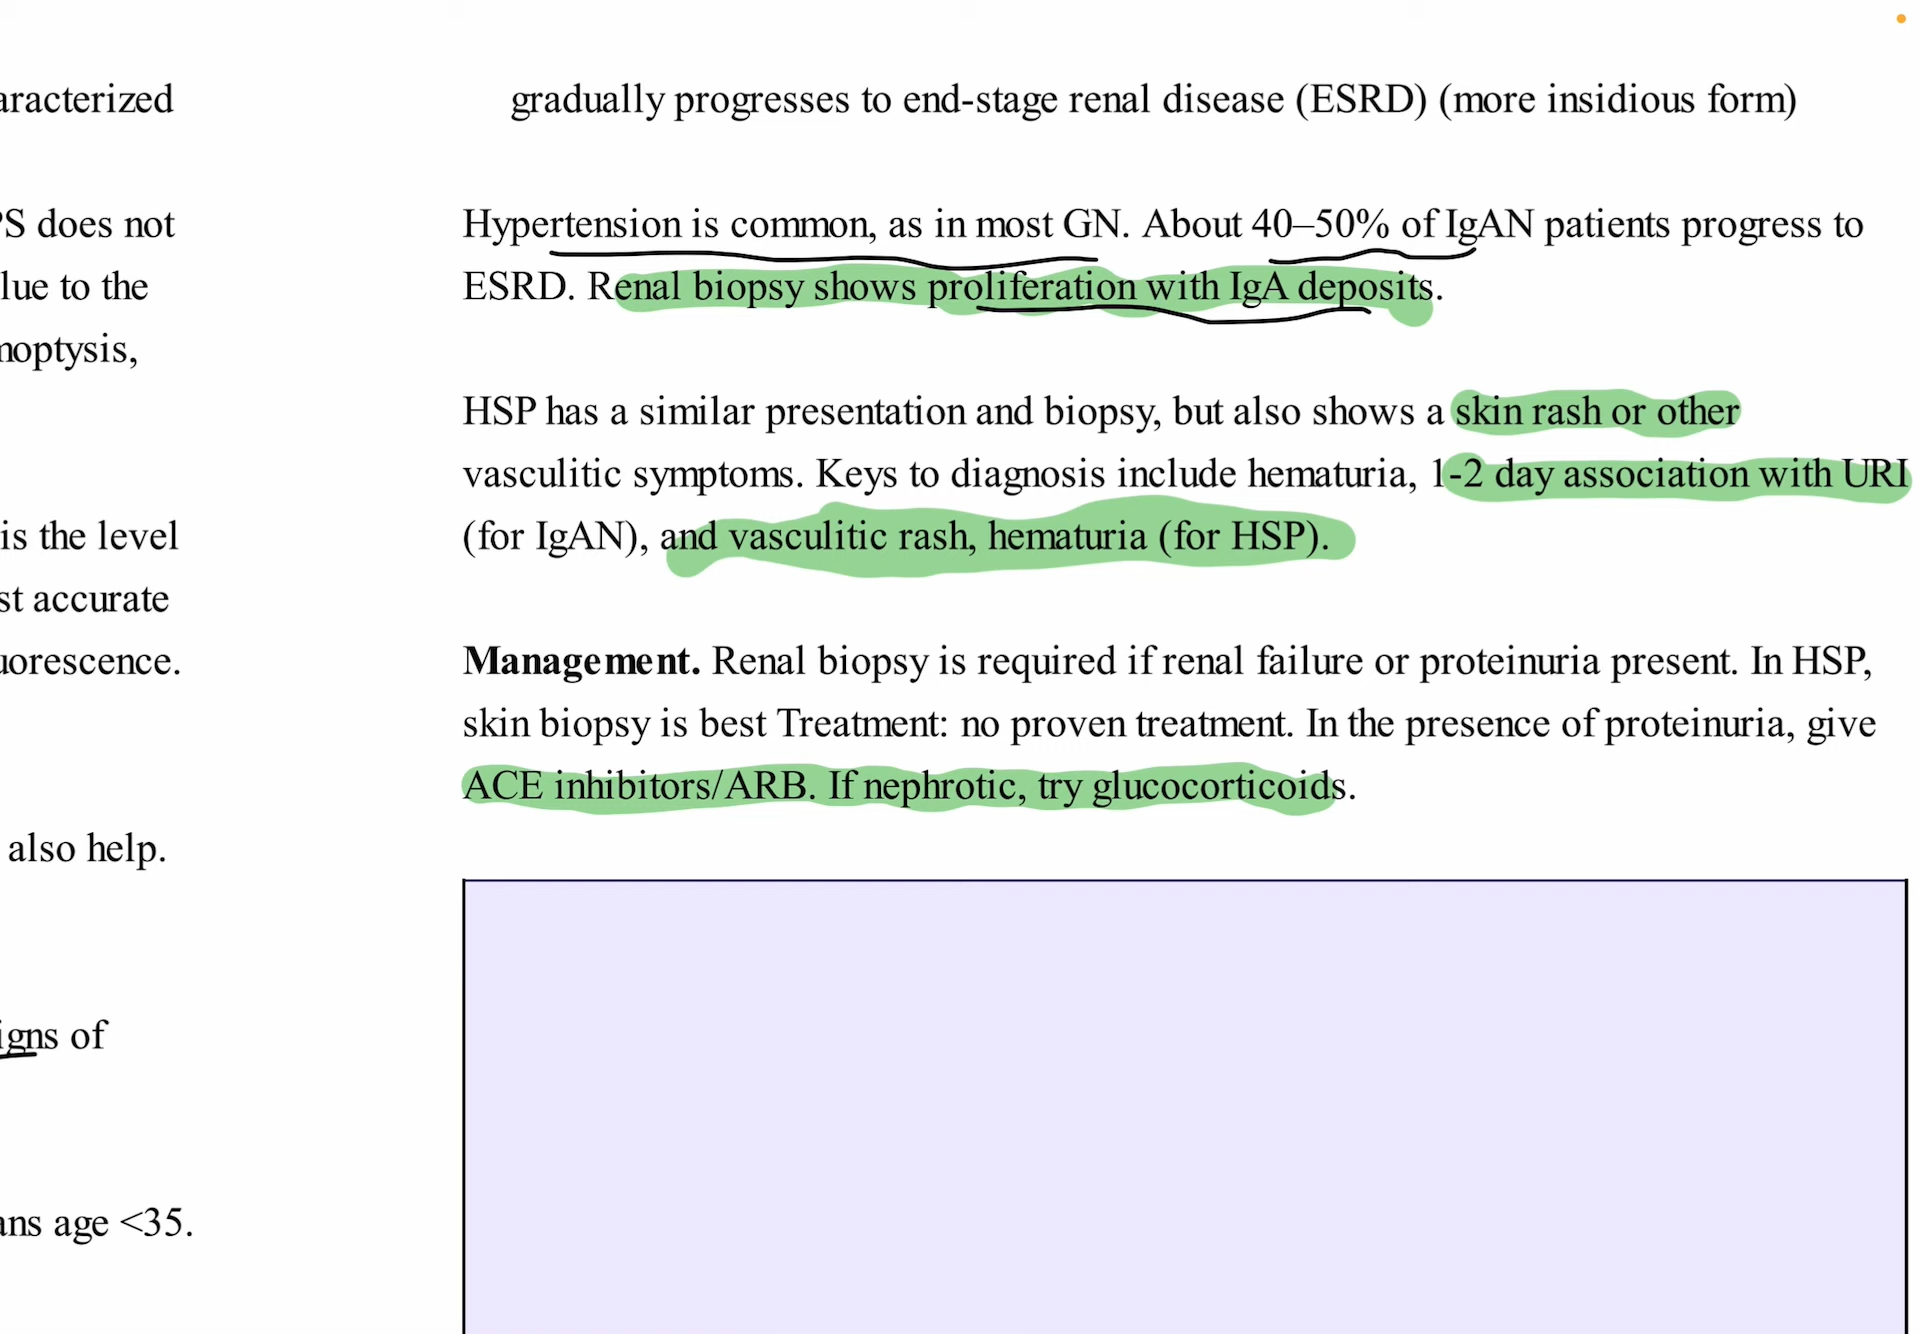 aracterized
S does not
lue to the
moptysis,
is the level
st accurate
uorescence.
also help.
igns of
ans age <35.
gradually progresses to end-stage renal disease (ESRD) (more insidious form)
Hypertension is common, as in most GN. About 40–50% of IgAN patients progress to
ESRD. Renal biopsy shows proliferation with IgA deposits.
HSP has a similar presentation and biopsy, but also shows a skin rash or other
vasculitic symptoms. Keys to diagnosis include hematuria, 1-2 day association with URI
(for IgAN), and vasculitic rash, hematuria (for HSP).
Management. Renal biopsy is required if renal failure or proteinuria present. In HSP,
skin biopsy is best Treatment: no proven treatment. In the presence of proteinuria, give
ACE inhibitors/ARB. If nephrotic, try glucocorticoids.